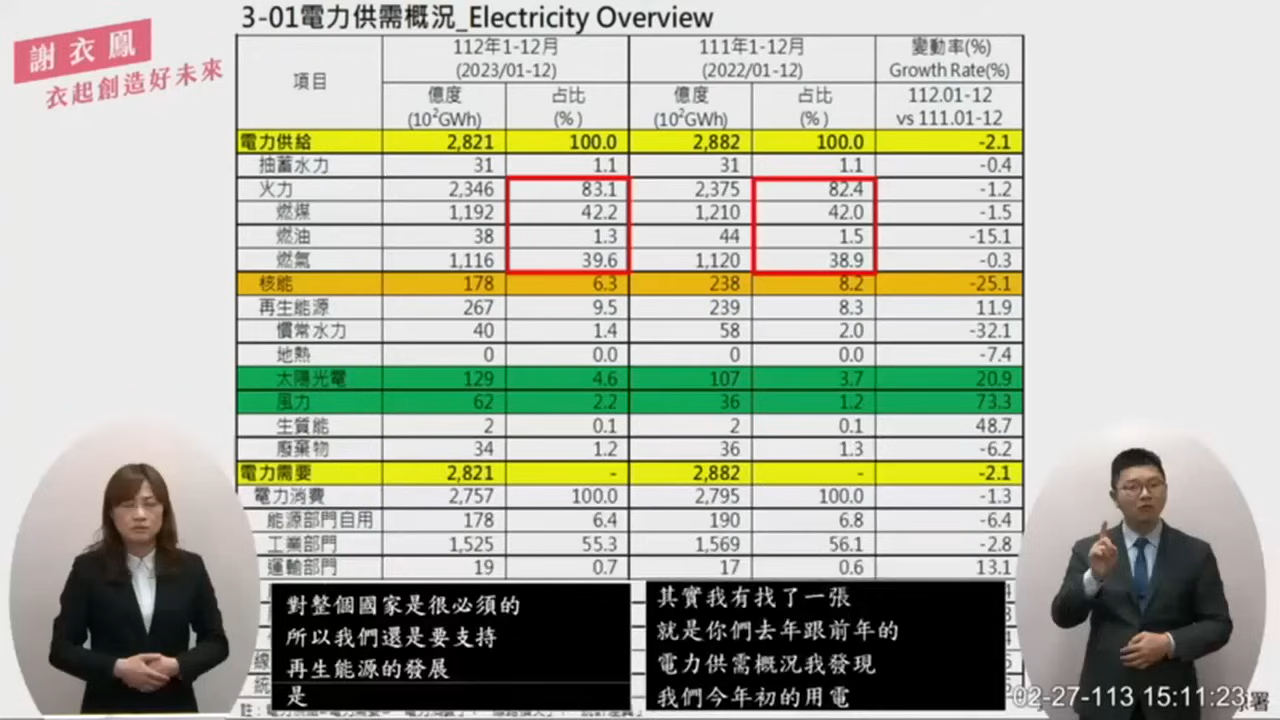 3-01電力供需概況_Electricity Overview
謝衣鳳
衣起創造好未來
項目 112年1-12月 (2023/01-12) 111年1-12月 (2022/01-12) 變動率(%) Growth Rate(%)
億度 (10²GWh) 占比 (%) 億度 (10²GWh) 占比 (%) 112.01-12 vs 111.01-12
電力供給 2,821 100.0 2,882 100.0 -2.1
抽蓄水力 31 1.1 31 1.1 -0.4
火力 2,346 83.1 2,375 82.4 -1.2
燃煤 1,192 42.2 1,210 42.0 -1.5
燃油 38 1.3 44 1.5 -15.1
燃氣 1,116 39.6 1,120 38.9 -0.3
核能 178 6.3 238 8.2 -25.1
再生能源 267 9.5 239 8.3 11.9
慣常水力 40 1.4 58 2.0 -32.1
地熱 0 0.0 0 0.0 -7.4
太陽光電 129 4.6 107 3.7 20.9
風力 62 2.2 36 1.2 73.3
生質能 2 0.1 2 0.1 48.7
廢棄物 34 1.2 36 1.3 -6.2
電力需要 2,821 - 2,882 - -2.1
電力消費 2,757 100.0 2,795 100.0 -1.3
能源部門自用 178 6.4 190 6.8 -6.4
工業部門 1,525 55.3 1,569 56.1 -2.8
運輸部門 19 0.7 17 0.6 13.1
對整個國家是很必須的
所以我們還是要支持
再生能源的發展
是
其實我有找了一張
就是你們去年跟前年的
電力供需概況我發現
我們今年初的用電
02-27-113 15:11:23